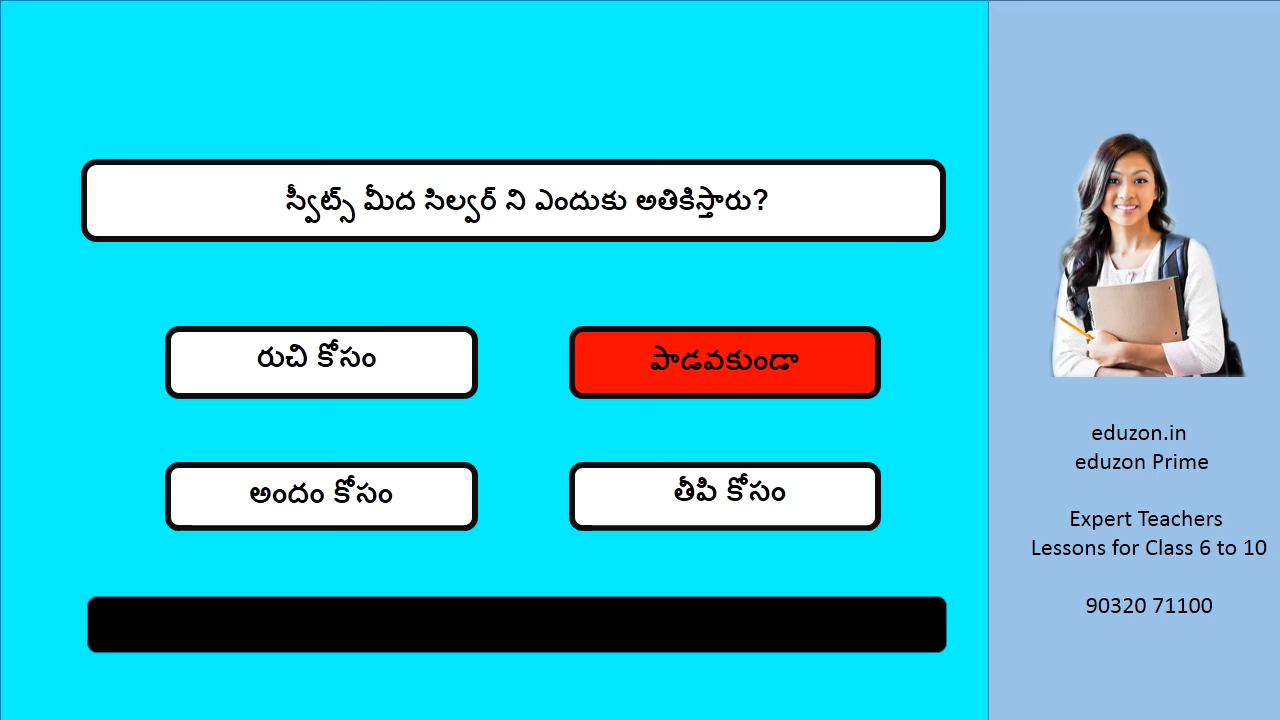 స్వీట్స్ మీద సిల్వర్ ని ఎందుకు అతికిస్తారు?
రుచి కోసం
పాడవకుండా
అందం కోసం
తీపి కోసం
eduzon.in
eduzon Prime
Expert Teachers
Lessons for Class 6 to 10
90320 71100